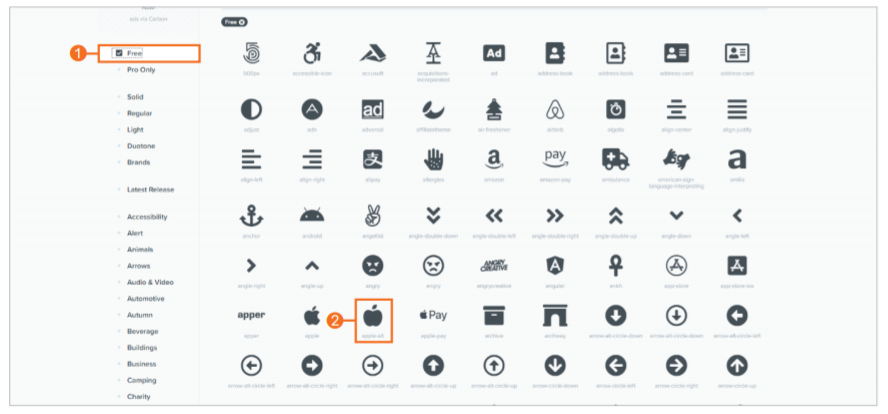 ads via Carbon
Free
1
Free
Pro Only
Solid
Regular
Light
Duotone
Brands
Latest Release
Accessibility
Alert
Animals
Arrows
Audio & Video
Automotive
Autumn
Beverage
Buildings
Business
Camping
Charity
500px accessible-icon accusoft acquisitions-incorporated ad address-book address-book address-card address-card
Ad
adjust adn adversal affiliatetheme air-freshener airbnb algolia align-center align-justify
ad
pay
align-left align-right alipay allergies amazon amazon-pay ambulance american-sign-language-interpreting amilia
a
a
anchor android angellist angle-double-down angle-double-left angle-double-right angle-double-up angle-down angle-left
ANGRY
CREATIVE
angle-right angle-up angry angry angrycreative angular ankh app-store app-store-ios
apper
2
Pay
apper apple apple-alt apple-pay archive archway arrow-alt-circle-down arrow-alt-circle-down arrow-alt-circle-left
arrow-alt-circle-left arrow-alt-circle-right arrow-alt-circle-right arrow-alt-circle-up arrow-alt-circle-up arrow-circle-down arrow-circle-left arrow-circle-right arrow-circle-up